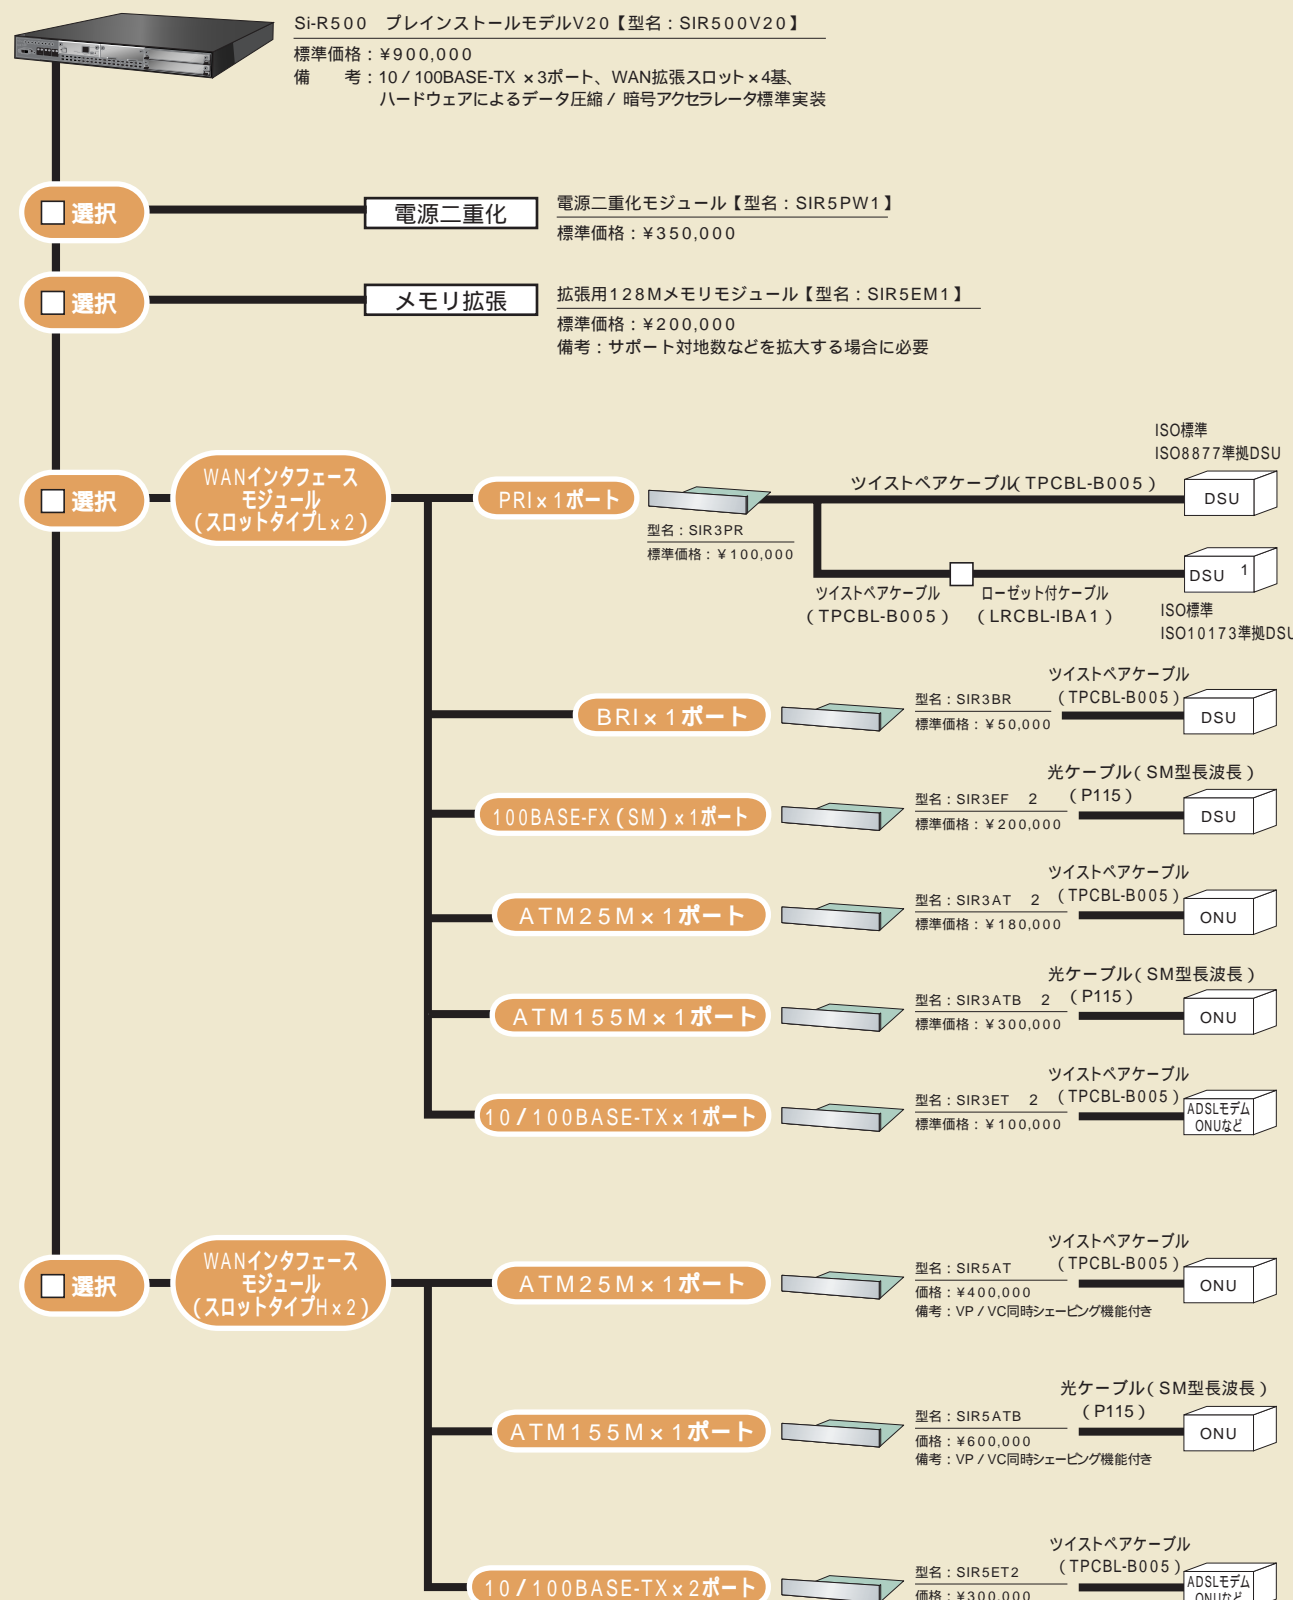 Si-R500　プレインストールモデルV20【型名：SIR500V20】
標準価格：¥900,000
備　　考：10／100BASE-TX ×3ポート、WAN拡張スロット×4基、
ハードウェアによるデータ圧縮／暗号アクセラレータ標準実装
□ 選択
電源二重化
電源二重化モジュール【型名：SIR5PW1】
標準価格：¥350,000
□ 選択
メモリ拡張
拡張用128Mメモリモジュール【型名：SIR5EM1】
標準価格：¥200,000
備考：サポート対地数などを拡大する場合に必要
□ 選択
WANインタフェース
モジュール
（スロットタイプL×2）
PRI×1ポート
型名：SIR3PR
標準価格：¥100,000
ツイストペアケーブル（TPCBL-B005）
ISO標準
ISO8877準拠DSU
DSU
ツイストペアケーブル
（TPCBL-B005）
ローゼット付ケーブル
（LRCBL-IBA1）
DSU 1
ISO標準
ISO10173準拠DSU
BRI×1ポート
型名：SIR3BR
標準価格：¥50,000
ツイストペアケーブル
（TPCBL-B005）
DSU
100BASE-FX（SM）×1ポート
型名：SIR3EF　2
標準価格：¥200,000
光ケーブル（SM型長波長）
（P115）
DSU
ATM25M×1ポート
型名：SIR3AT　2
標準価格：¥180,000
ツイストペアケーブル
（TPCBL-B005）
ONU
ATM155M×1ポート
型名：SIR3ATB　2
標準価格：¥300,000
光ケーブル（SM型長波長）
（P115）
ONU
10/100BASE-TX×1ポート
型名：SIR3ET　2
標準価格：¥100,000
ツイストペアケーブル
（TPCBL-B005）
ADSLモデム
ONUなど
□ 選択
WANインタフェース
モジュール
（スロットタイプH×2）
ATM25M×1ポート
型名：SIR5AT
価格：¥400,000
備考：VP／VC同時シェーピング機能付き
ツイストペアケーブル
（TPCBL-B005）
ONU
ATM155M×1ポート
型名：SIR5ATB
価格：¥600,000
備考：VP／VC同時シェーピング機能付き
光ケーブル（SM型長波長）
（P115）
ONU
10/100BASE-TX×2ポート
型名：SIR5ET2
価格：¥300,000
ツイストペアケーブル
（TPCBL-B005）
ADSLモデム
ONUなど